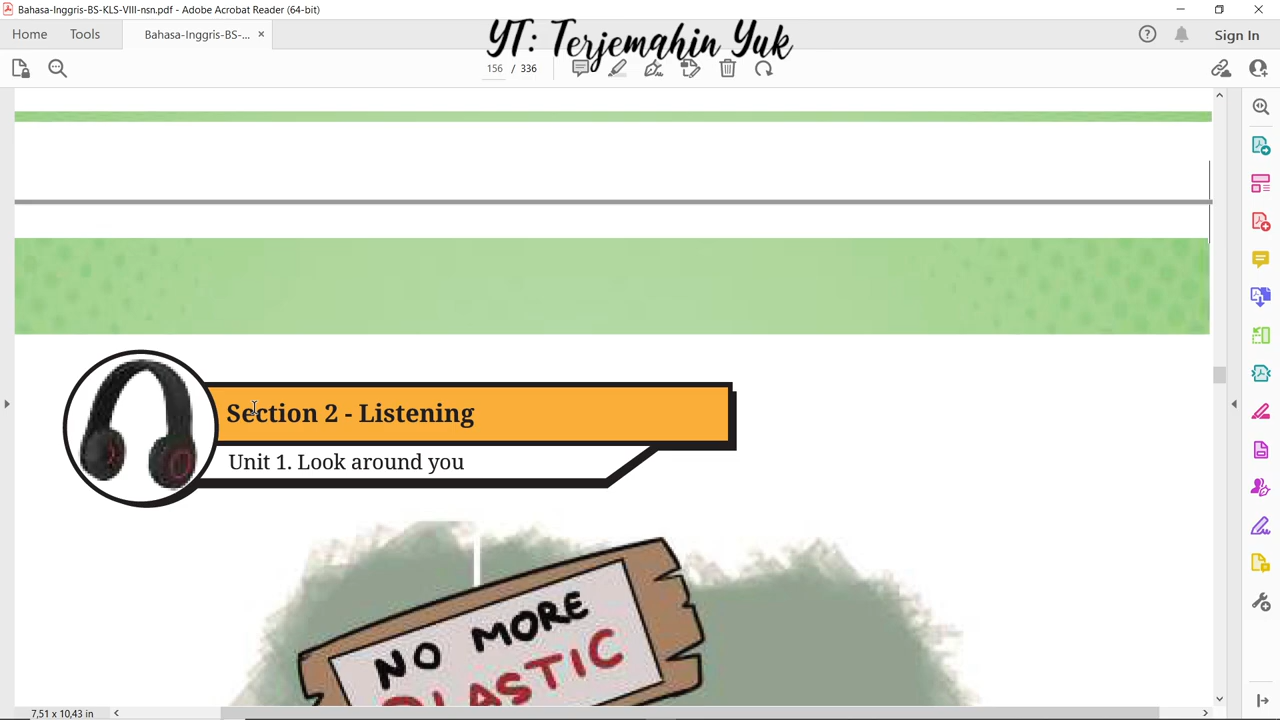 Bahasa-Inggris-BS-KLS-VIII-nsn.pdf - Adobe Acrobat Reader (64-bit)
Home Tools Bahasa-Inggris-BS-... Sign In
YT: Terjemahin Yuk
156 / 336
Section 2 - Listening
Unit 1. Look around you
NO MORE
PLASTIC
7,51 x 10,43 in